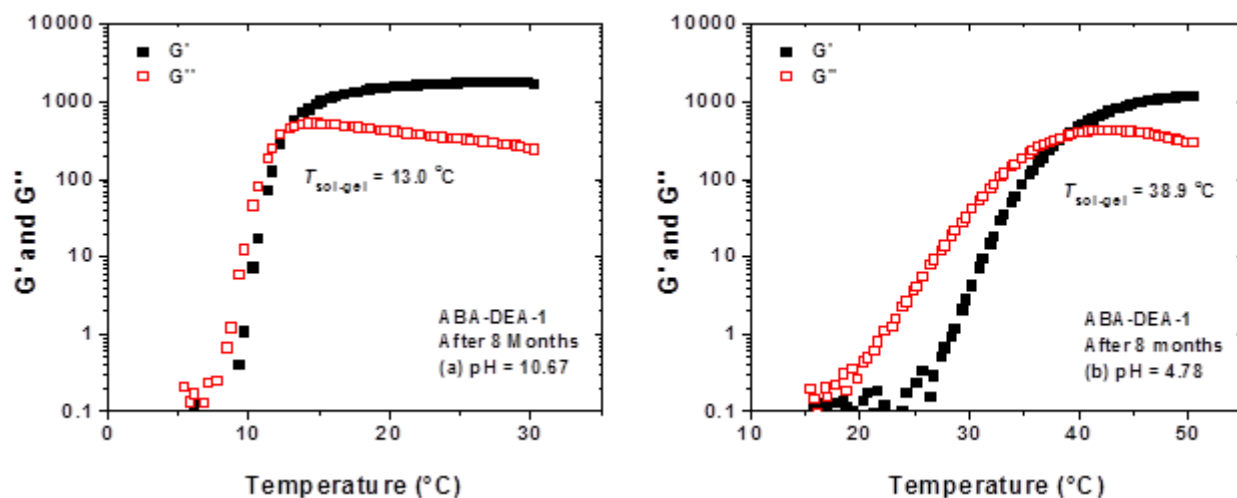 10000
1000
100
10
1
0.1
G' and G''
G'
G''
T sol-gel = 13.0 °C
ABA-DEA-1
After 8 Months
(a) pH = 10.67
0 10 20 30
Temperature (°C)
10000
1000
100
10
1
0.1
G' and G''
G'
G''
T sol-gel = 38.9 °C
ABA-DEA-1
After 8 months
(b) pH = 4.78
10 20 30 40 50
Temperature (°C)